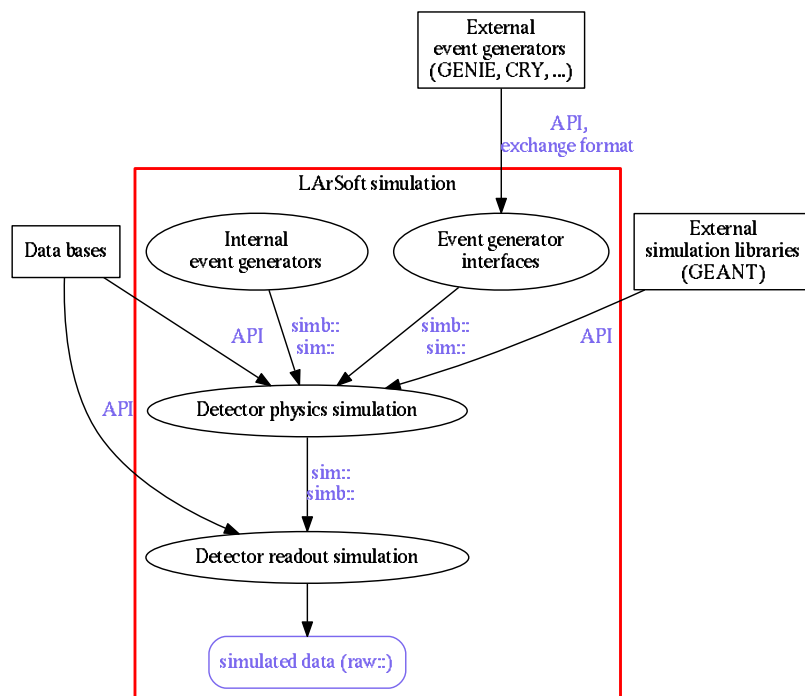 External
event generators
(GENIE, CRY, ...)
API,
exchange format
LArSoft simulation
Data bases
Internal
event generators
Event generator
interfaces
External
simulation libraries
(GEANT)
API
simb::
sim::
simb::
sim::
API
Detector physics simulation
API
sim::
simb::
Detector readout simulation
simulated data (raw::)